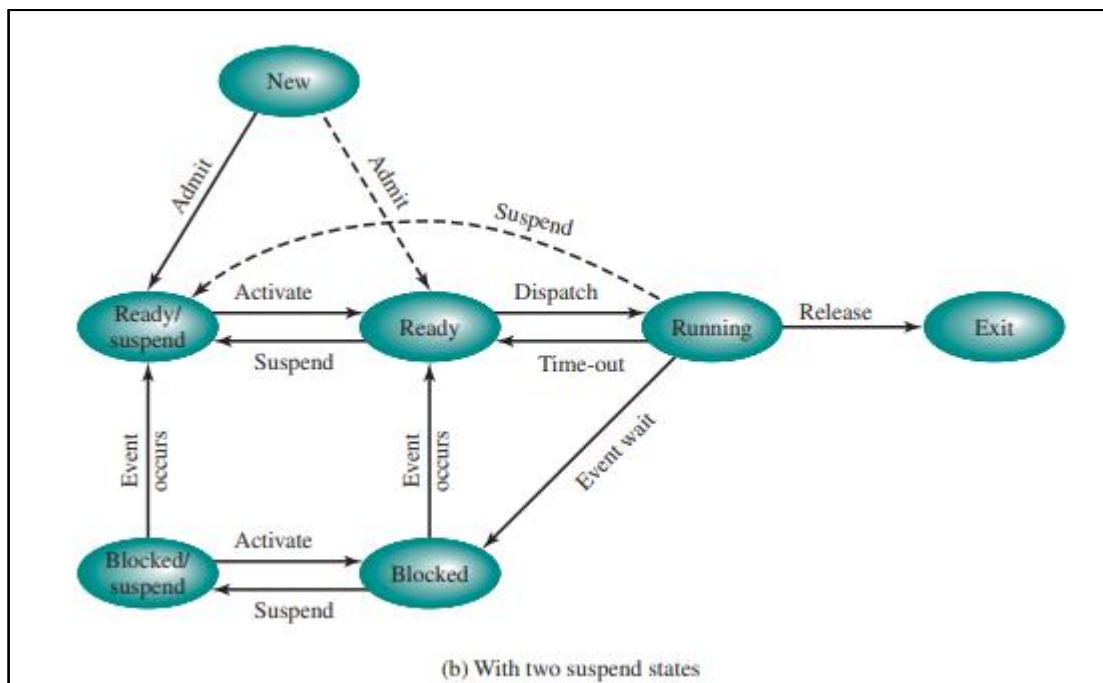 New
Admit
Admit
Suspend
Activate
Dispatch
Release
Ready/
suspend
Ready
Running
Exit
Suspend
Time-out
Event
occurs
Event
occurs
Event wait
Activate
Blocked/
suspend
Blocked
Suspend
(b) With two suspend states